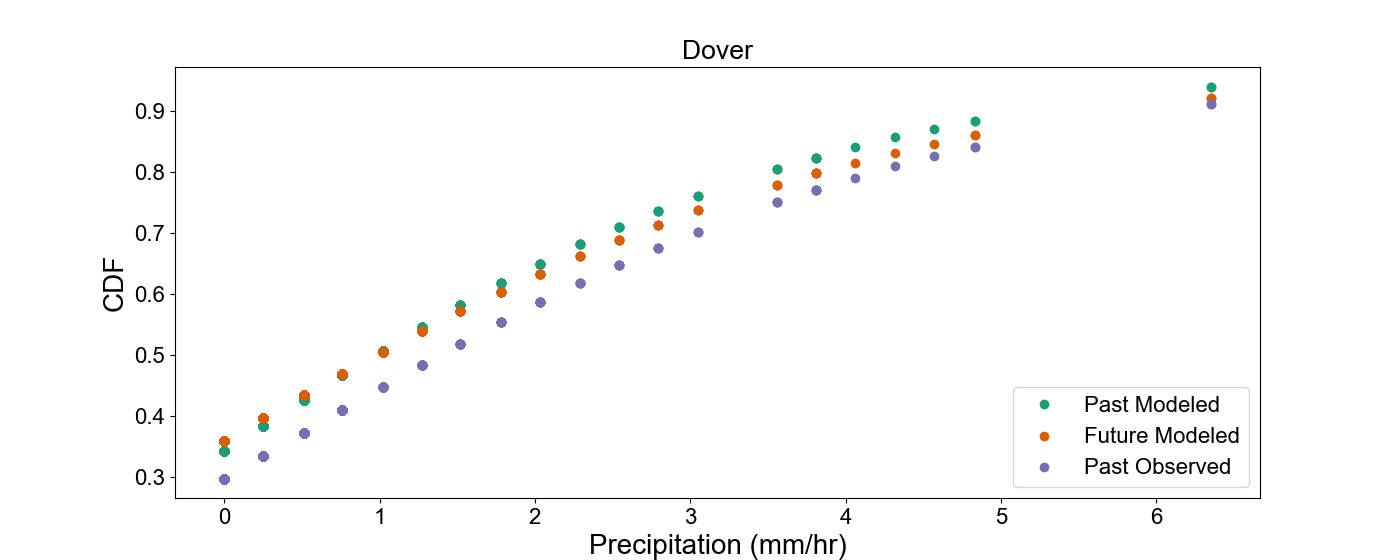 Dover
CDF
0.9
0.8
0.7
0.6
0.5
0.4
0.3
0 1 2 3 4 5 6
Precipitation (mm/hr)
Past Modeled
Future Modeled
Past Observed